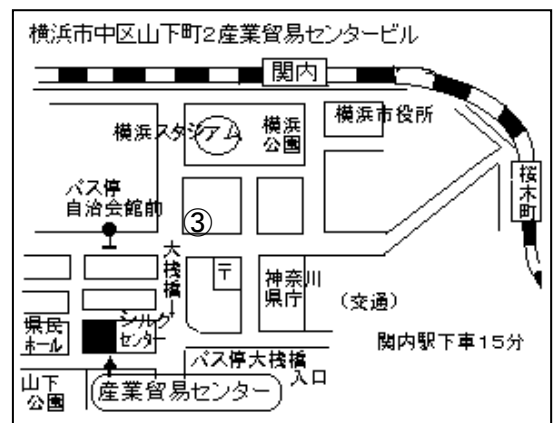 横浜市中区山下町2産業貿易センタービル
関内
横浜スタジアム
横浜
公園
横浜市役所
桜木町
バス停
自治会館前
③
大桟橋
〒
神奈川
県庁
(交通)
県民
ホール
シルク
センター
関内駅下車15分
バス停大桟橋
入口
山下
公園
産業貿易センター